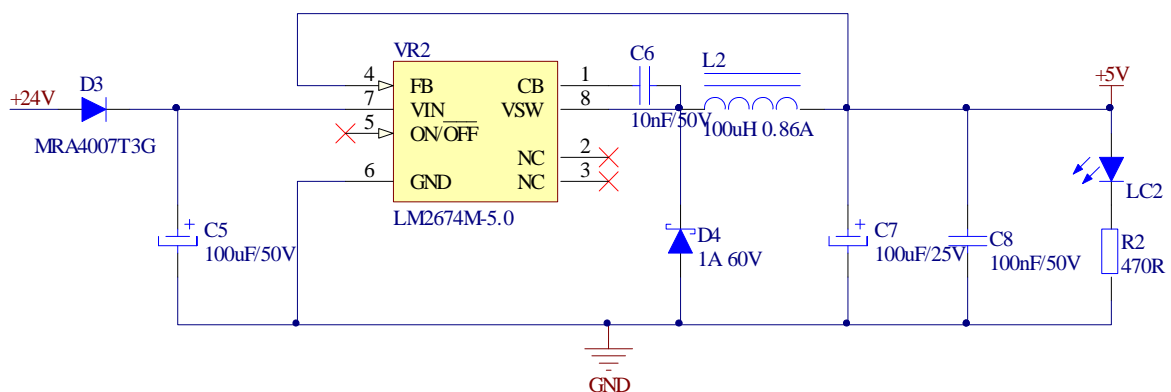 VR2
C6
L2
+5V
D3
+24V
MRA4007T3G
4
FB
CB
1
7
VIN
VSW
8
10nF/50V
100uH 0.86A
5
ON/OFF
NC
2
6
GND
NC
3
LM2674M-5.0
LC2
C5
100uF/50V
D4
1A 60V
C7
100uF/25V
C8
100nF/50V
R2
470R
GND